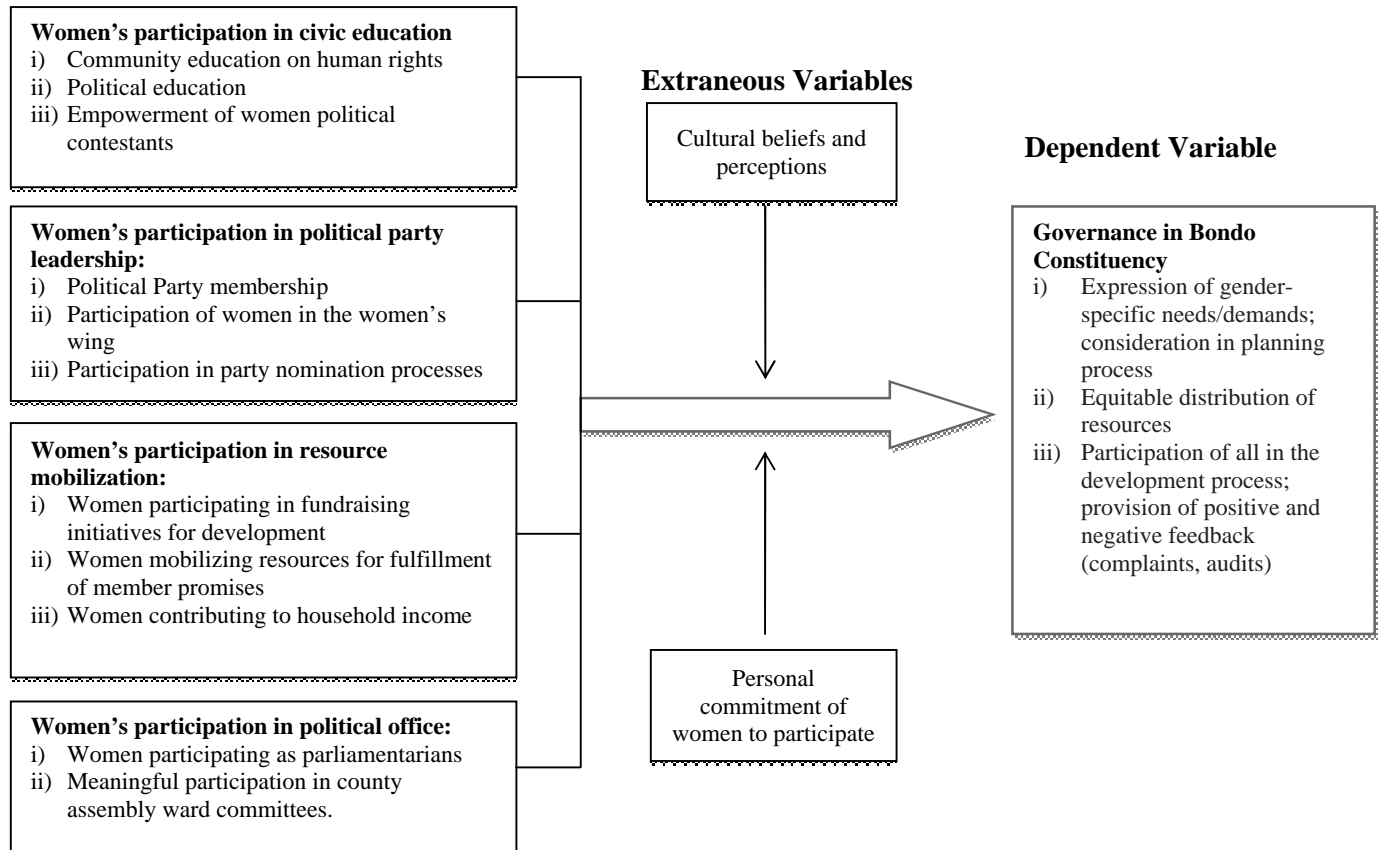 Women's participation in civic education
i) Community education on human rights
ii) Political education
iii) Empowerment of women political
contestants
Women's participation in political party
leadership:
i) Political Party membership
ii) Participation of women in the women's
wing
iii) Participation in party nomination processes
Women's participation in resource
mobilization:
i) Women participating in fundraising
initiatives for development
ii) Women mobilizing resources for fulfillment
of member promises
iii) Women contributing to household income
Women's participation in political office:
i) Women participating as parliamentarians
ii) Meaningful participation in county
assembly ward committees.
Extraneous Variables
Cultural beliefs and
perceptions
Personal
commitment of
women to participate
Dependent Variable
Governance in Bondo
Constituency
i) Expression of gender-
specific needs/demands;
consideration in planning
process
ii) Equitable distribution of
resources
iii) Participation of all in the
development process;
provision of positive and
negative feedback
(complaints, audits)